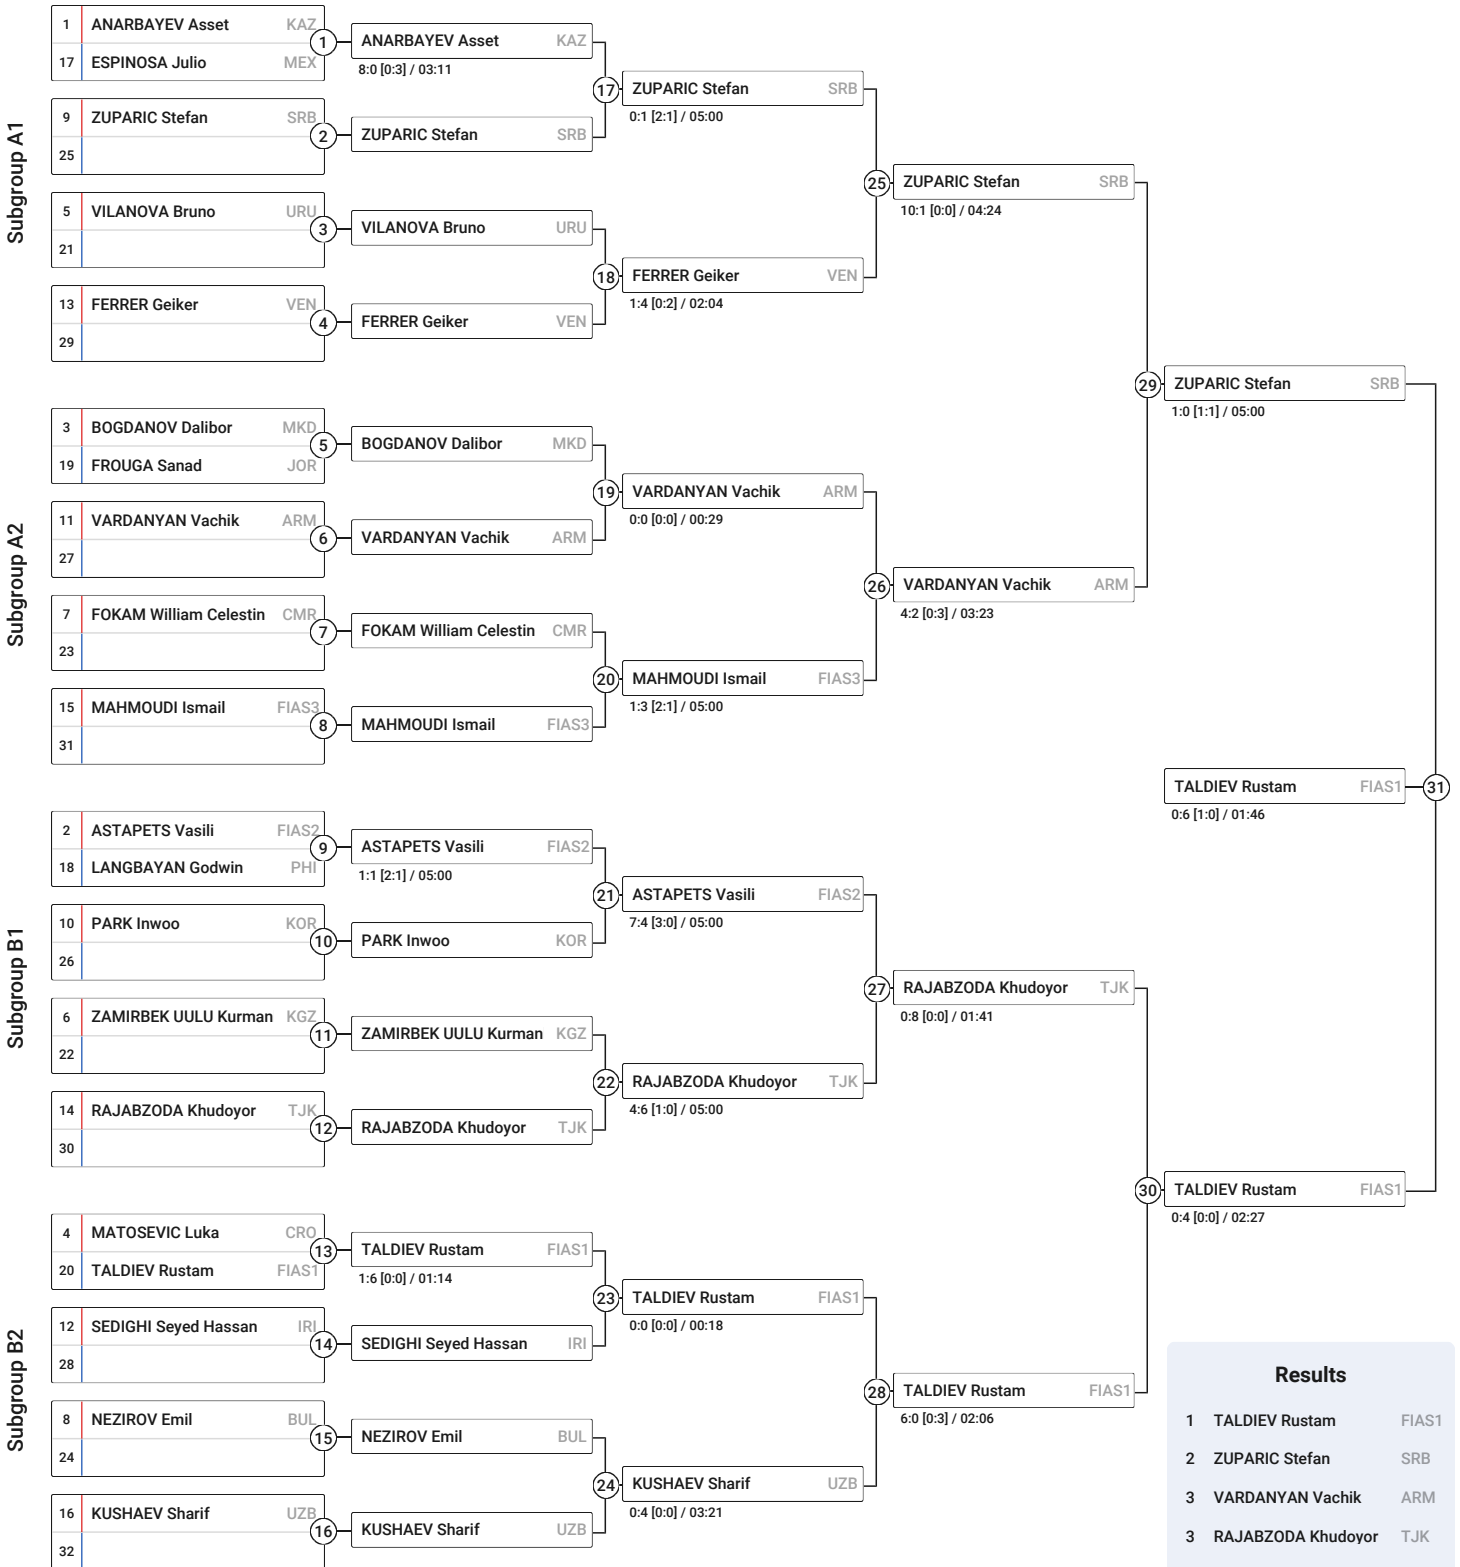 Subgroup A1
1 ANARBAYEV Asset KAZ
17 ESPINOSA Julio MEX
1
9 ZUPARIC Stefan SRB
25
2
5 VILANOVA Bruno URU
21
3
13 FERRER Geiker VEN
29
4
ANARBAYEV Asset KAZ
8:0 [0:3] / 03:11
ZUPARIC Stefan SRB
17
VILANOVA Bruno URU
FERRER Geiker VEN
18
ZUPARIC Stefan SRB
0:1 [2:1] / 05:00
FERRER Geiker VEN
1:4 [0:2] / 02:04
25
ZUPARIC Stefan SRB
10:1 [0:0] / 04:24
Subgroup A2
3 BOGDANOV Dalibor MKD
19 FROUGA Sanad JOR
5
11 VARDANYAN Vachik ARM
27
6
7 FOKAM William Celestin CMR
23
7
15 MAHMOUDI Ismail FIAS3
31
8
BOGDANOV Dalibor MKD
VARDANYAN Vachik ARM
19
FOKAM William Celestin CMR
MAHMOUDI Ismail FIAS3
20
VARDANYAN Vachik ARM
0:0 [0:0] / 00:29
MAHMOUDI Ismail FIAS3
1:3 [2:1] / 05:00
26
VARDANYAN Vachik ARM
4:2 [0:3] / 03:23
29
ZUPARIC Stefan SRB
1:0 [1:1] / 05:00
Subgroup B1
2 ASTAPETS Vasili FIAS2
18 LANGBAYAN Godwin PHI
9
10 PARK Inwoo KOR
26
10
6 ZAMIRBEK UULU Kurman KGZ
22
11
14 RAJABZODA Khudoyor TJK
30
12
ASTAPETS Vasili FIAS2
1:1 [2:1] / 05:00
PARK Inwoo KOR
21
ZAMIRBEK UULU Kurman KGZ
RAJABZODA Khudoyor TJK
22
ASTAPETS Vasili FIAS2
7:4 [3:0] / 05:00
RAJABZODA Khudoyor TJK
4:6 [1:0] / 05:00
27
RAJABZODA Khudoyor TJK
0:8 [0:0] / 01:41
Subgroup B2
4 MATOSEVIC Luka CRO
20 TALDIEV Rustam FIAS1
13
12 SEDIGHI Seyed Hassan IRI
28
14
8 NEZIROV Emil BUL
24
15
16 KUSHAEV Sharif UZB
32
16
TALDIEV Rustam FIAS1
1:6 [0:0] / 01:14
SEDIGHI Seyed Hassan IRI
23
NEZIROV Emil BUL
KUSHAEV Sharif UZB
24
TALDIEV Rustam FIAS1
0:0 [0:0] / 00:18
KUSHAEV Sharif UZB
0:4 [0:0] / 03:21
28
TALDIEV Rustam FIAS1
6:0 [0:3] / 02:06
30
TALDIEV Rustam FIAS1
0:4 [0:0] / 02:27
TALDIEV Rustam FIAS1
31
0:6 [1:0] / 01:46
Results
1 TALDIEV Rustam FIAS1
2 ZUPARIC Stefan SRB
3 VARDANYAN Vachik ARM
3 RAJABZODA Khudoyor TJK